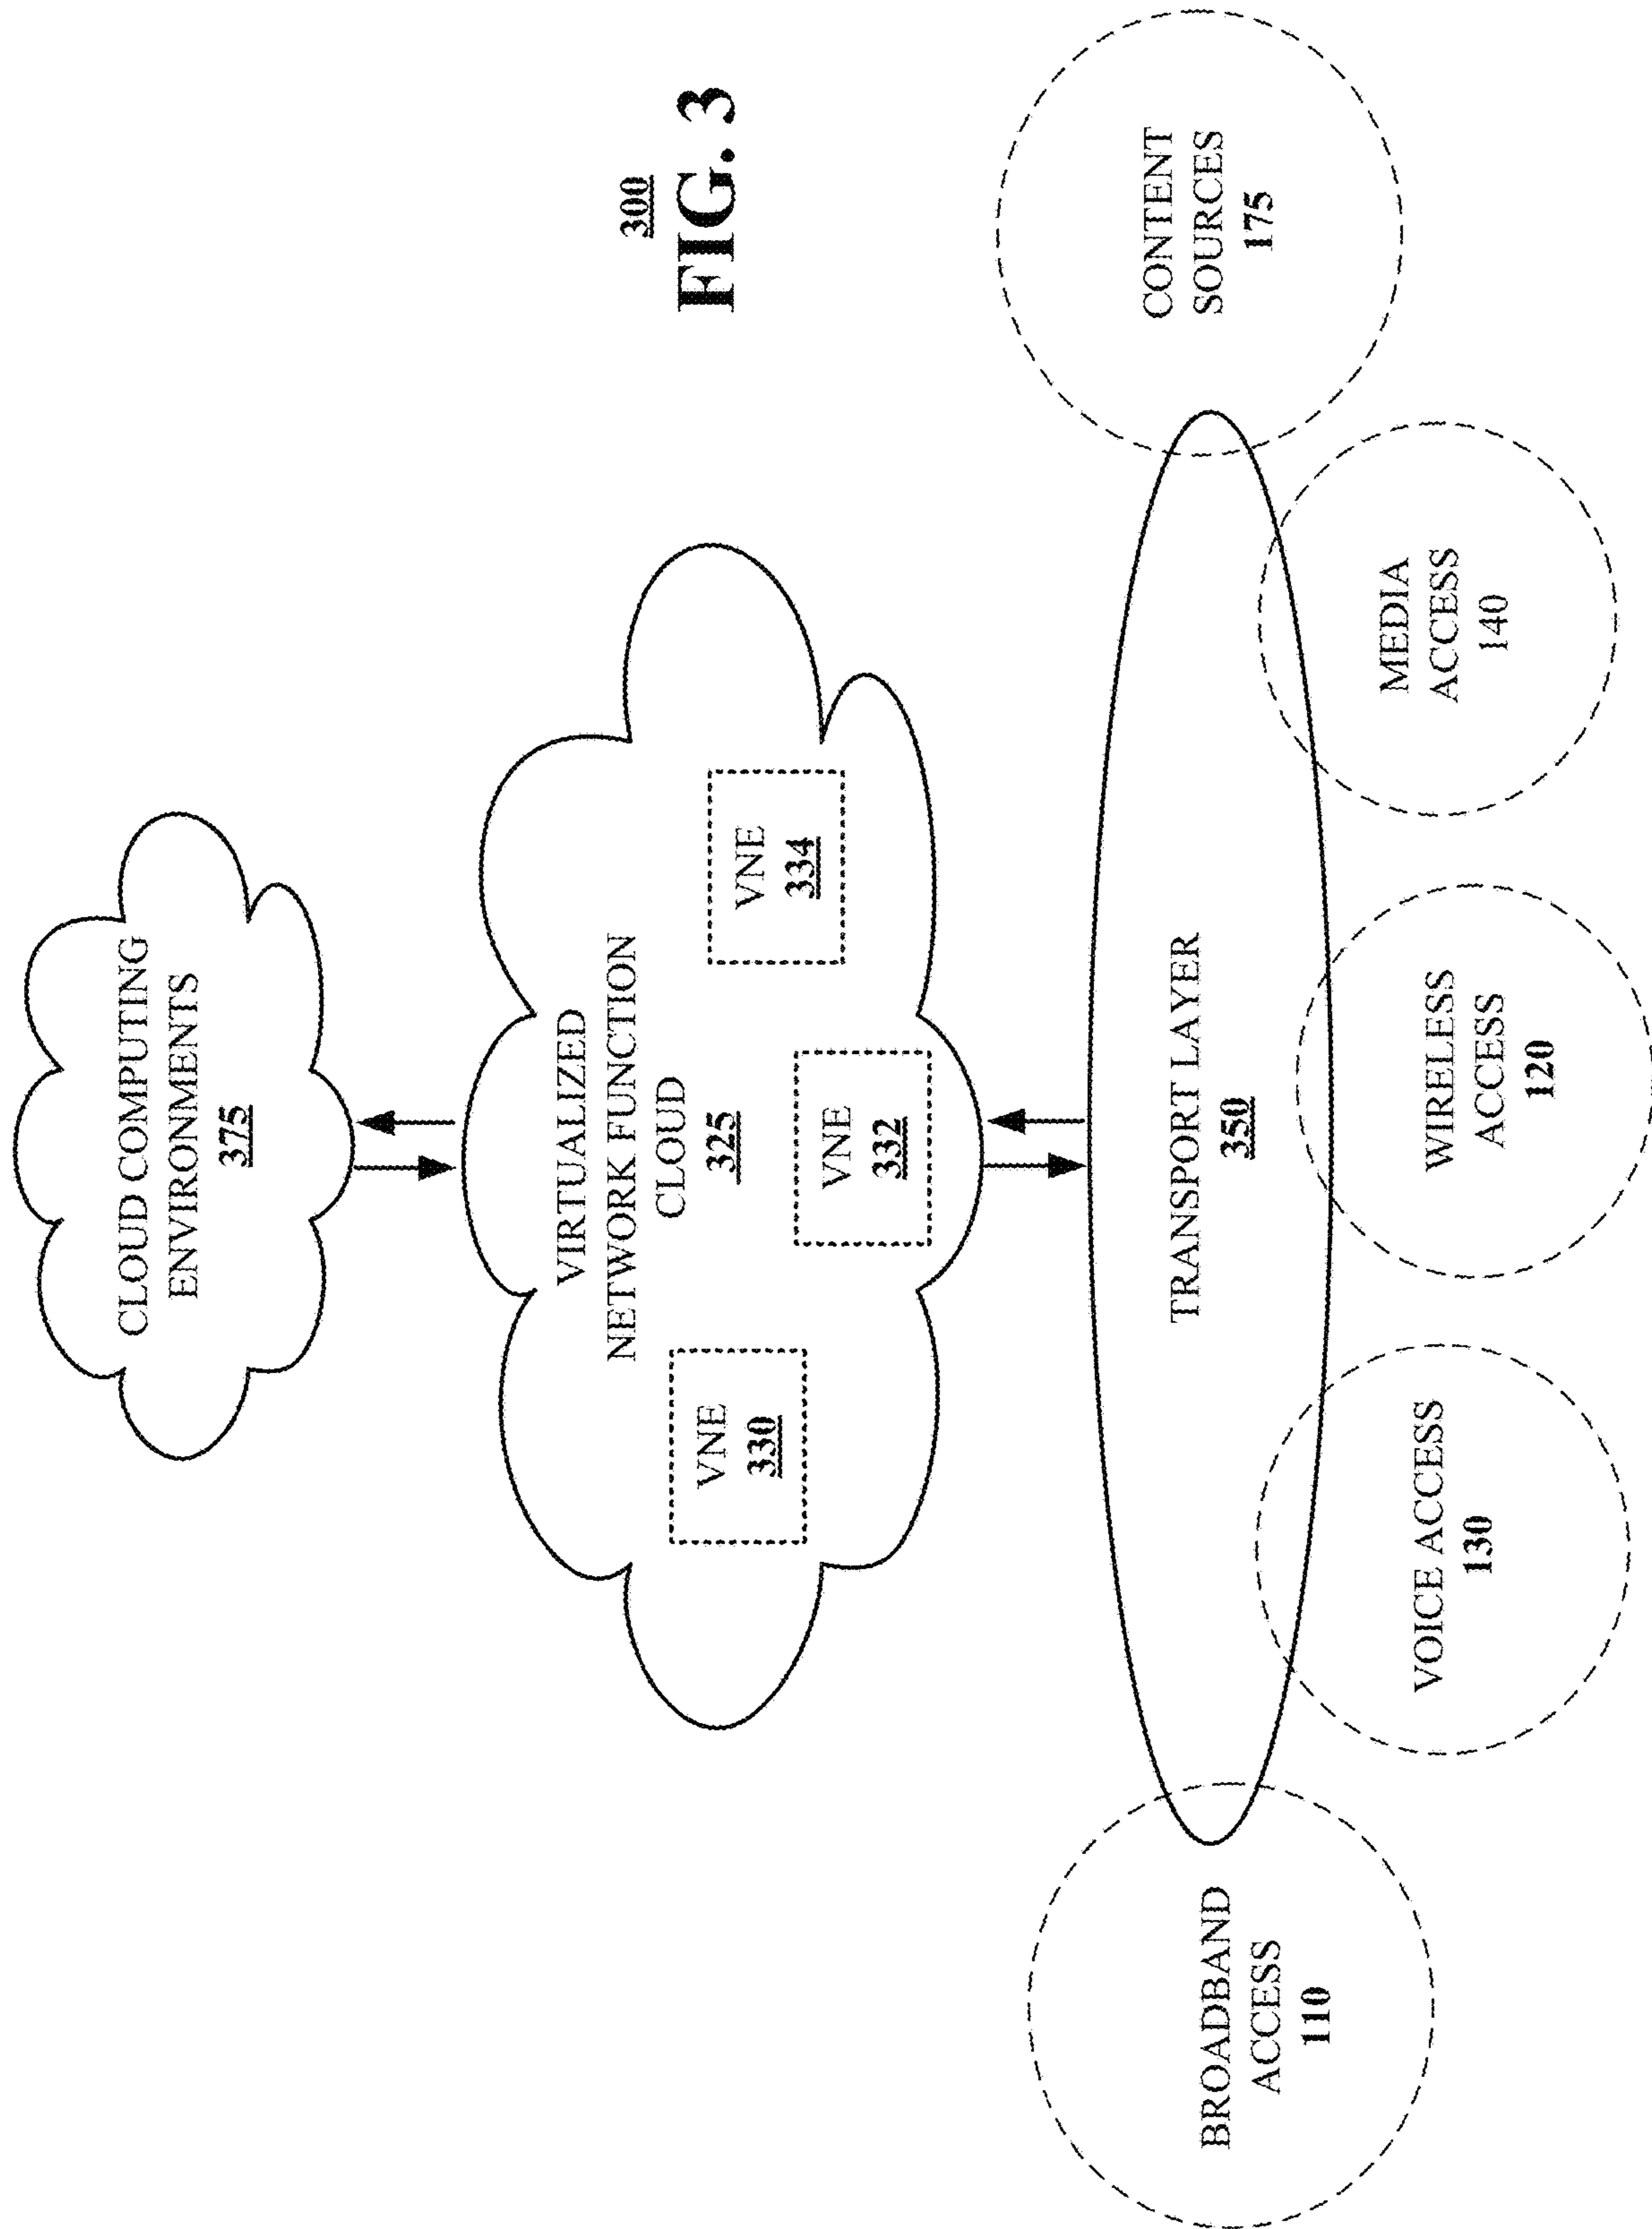 CLOUD COMPUTING
ENVIRONMENTS
375
VIRTUALIZED
NETWORK FUNCTION
CLOUD
325
VNE
330
VNE
332
VNE
334
300
FIG. 3
TRANSPORT LAYER
350
BROADBAND
ACCESS
110
VOICE ACCESS
130
WIRELESS
ACCESS
120
MEDIA
ACCESS
140
CONTENT
SOURCES
175